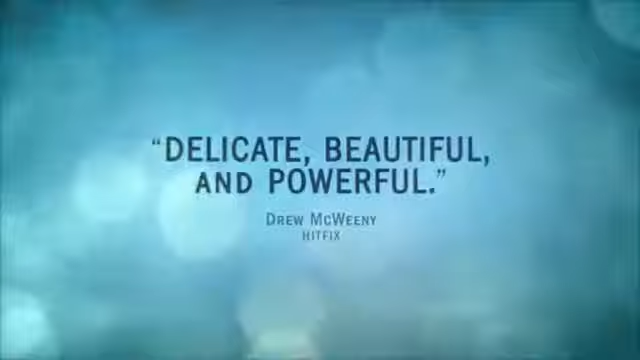 “DELICATE, BEAUTIFUL,
AND POWERFUL.”
DREW MCWEENY
HITFIX